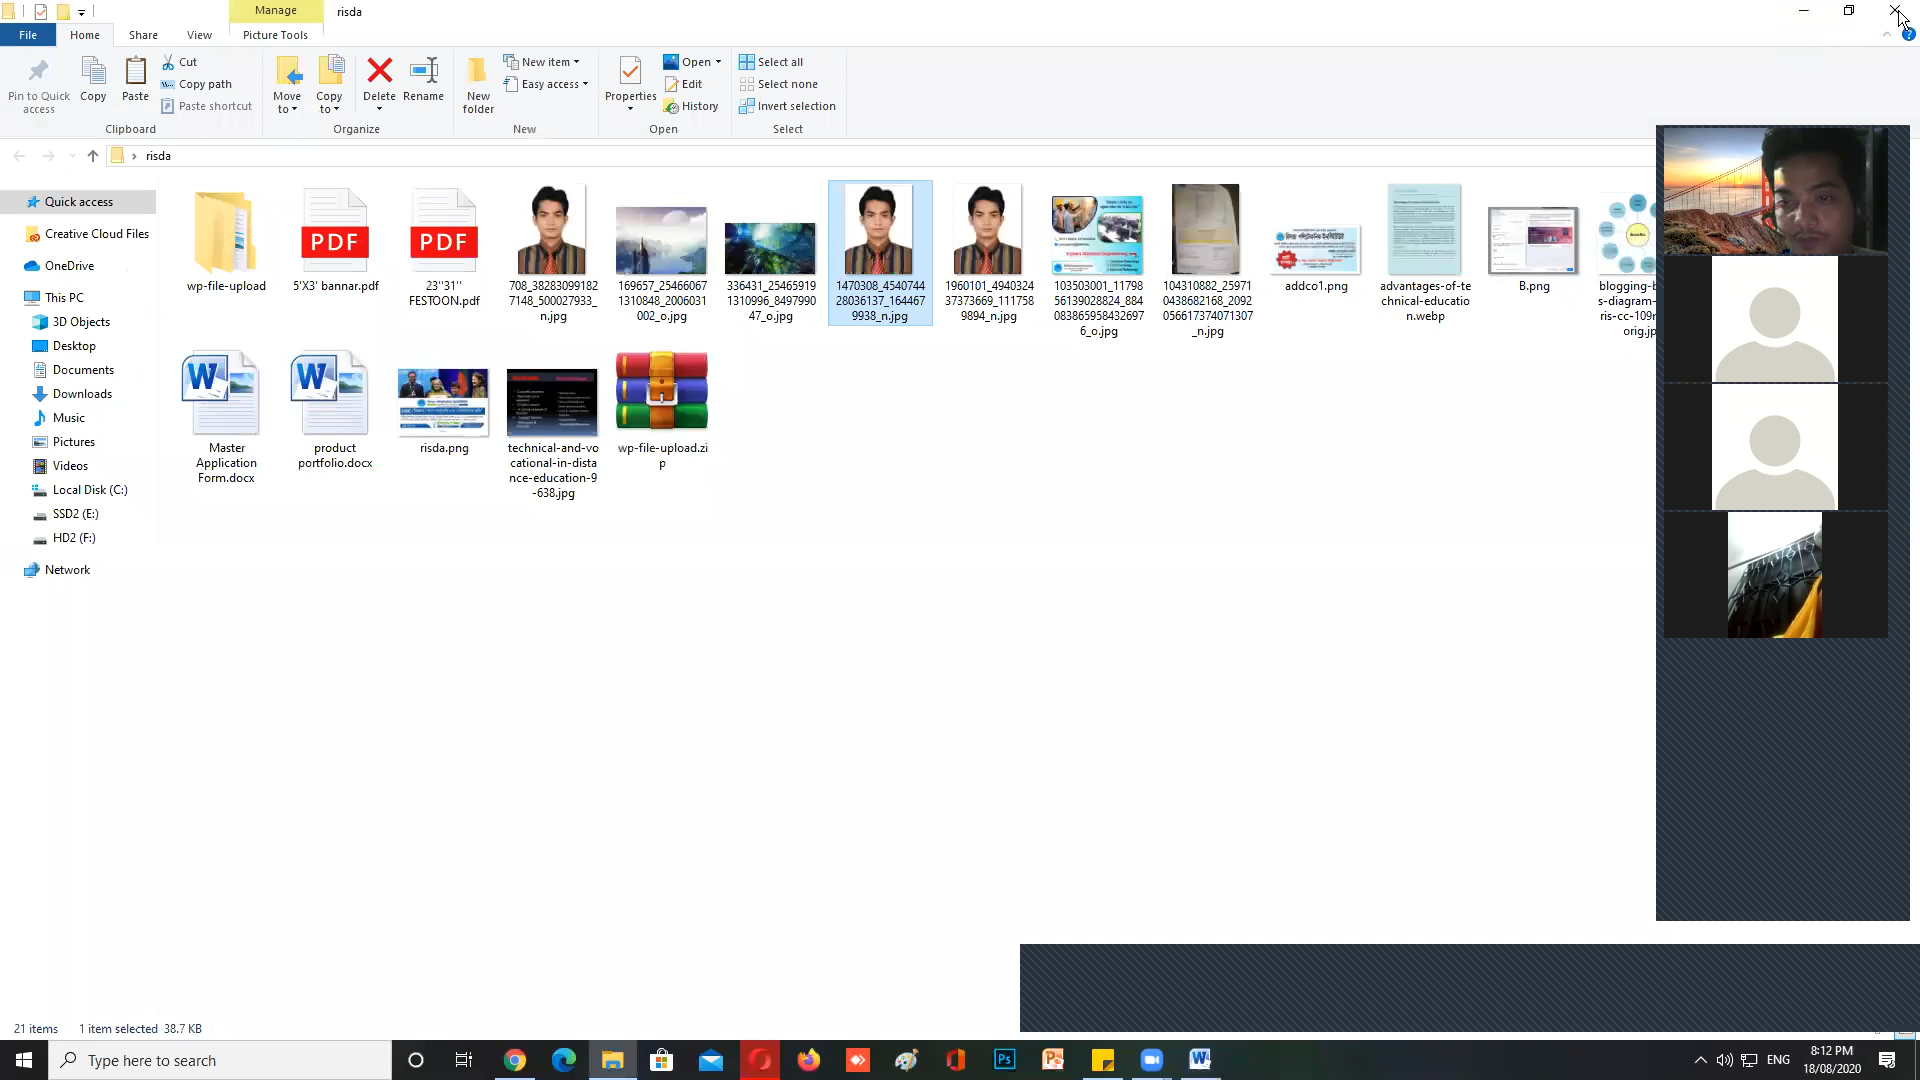 Manage
risda
File
Home
Share
View
Picture Tools
Pin to Quick
access
Copy
Paste
Cut
Copy path
Paste shortcut
Clipboard
Move
to
Copy
to
Delete
Rename
Organize
New
folder
New item
Easy access
New
Properties
Open
Edit
History
Open
Select all
Select none
Invert selection
Select
risda
Quick access
Creative Cloud Files
OneDrive
This PC
3D Objects
Desktop
Documents
Downloads
Music
Pictures
Videos
Local Disk (C:)
SSD2 (E:)
HD2 (F:)
Network
PDF
PDF
wp-file-upload
5'X3' bannar.pdf
23''31''
FESTOON.pdf
708_38283099182
7148_500027933_
n.jpg
169657_25466067
1310848_2006031
002_o.jpg
336431_25465919
1310996_8497990
47_o.jpg
1470308_4540744
28036137_164467
9938_n.jpg
1960101_4940324
37373669_111758
9894_n.jpg
103503001_11798
56139028824_884
083865958432697
6_o.jpg
104310882_25971
0438682168_2092
056617374071307
_n.jpg
addco1.png
advantages-of-te
chnical-educatio
n.webp
B.png
blogging-b
s-diagram-
ris-cc-109r
orig.jp
W
W
Master
Application
Form.docx
product
portfolio.docx
risda.png
technical-and-vo
cational-in-dista
nce-education-9
-638.jpg
wp-file-upload.zi
p
21 items
1 item selected 38.7 KB
Type here to search
Ps
ENG
8:12 PM
18/08/2020